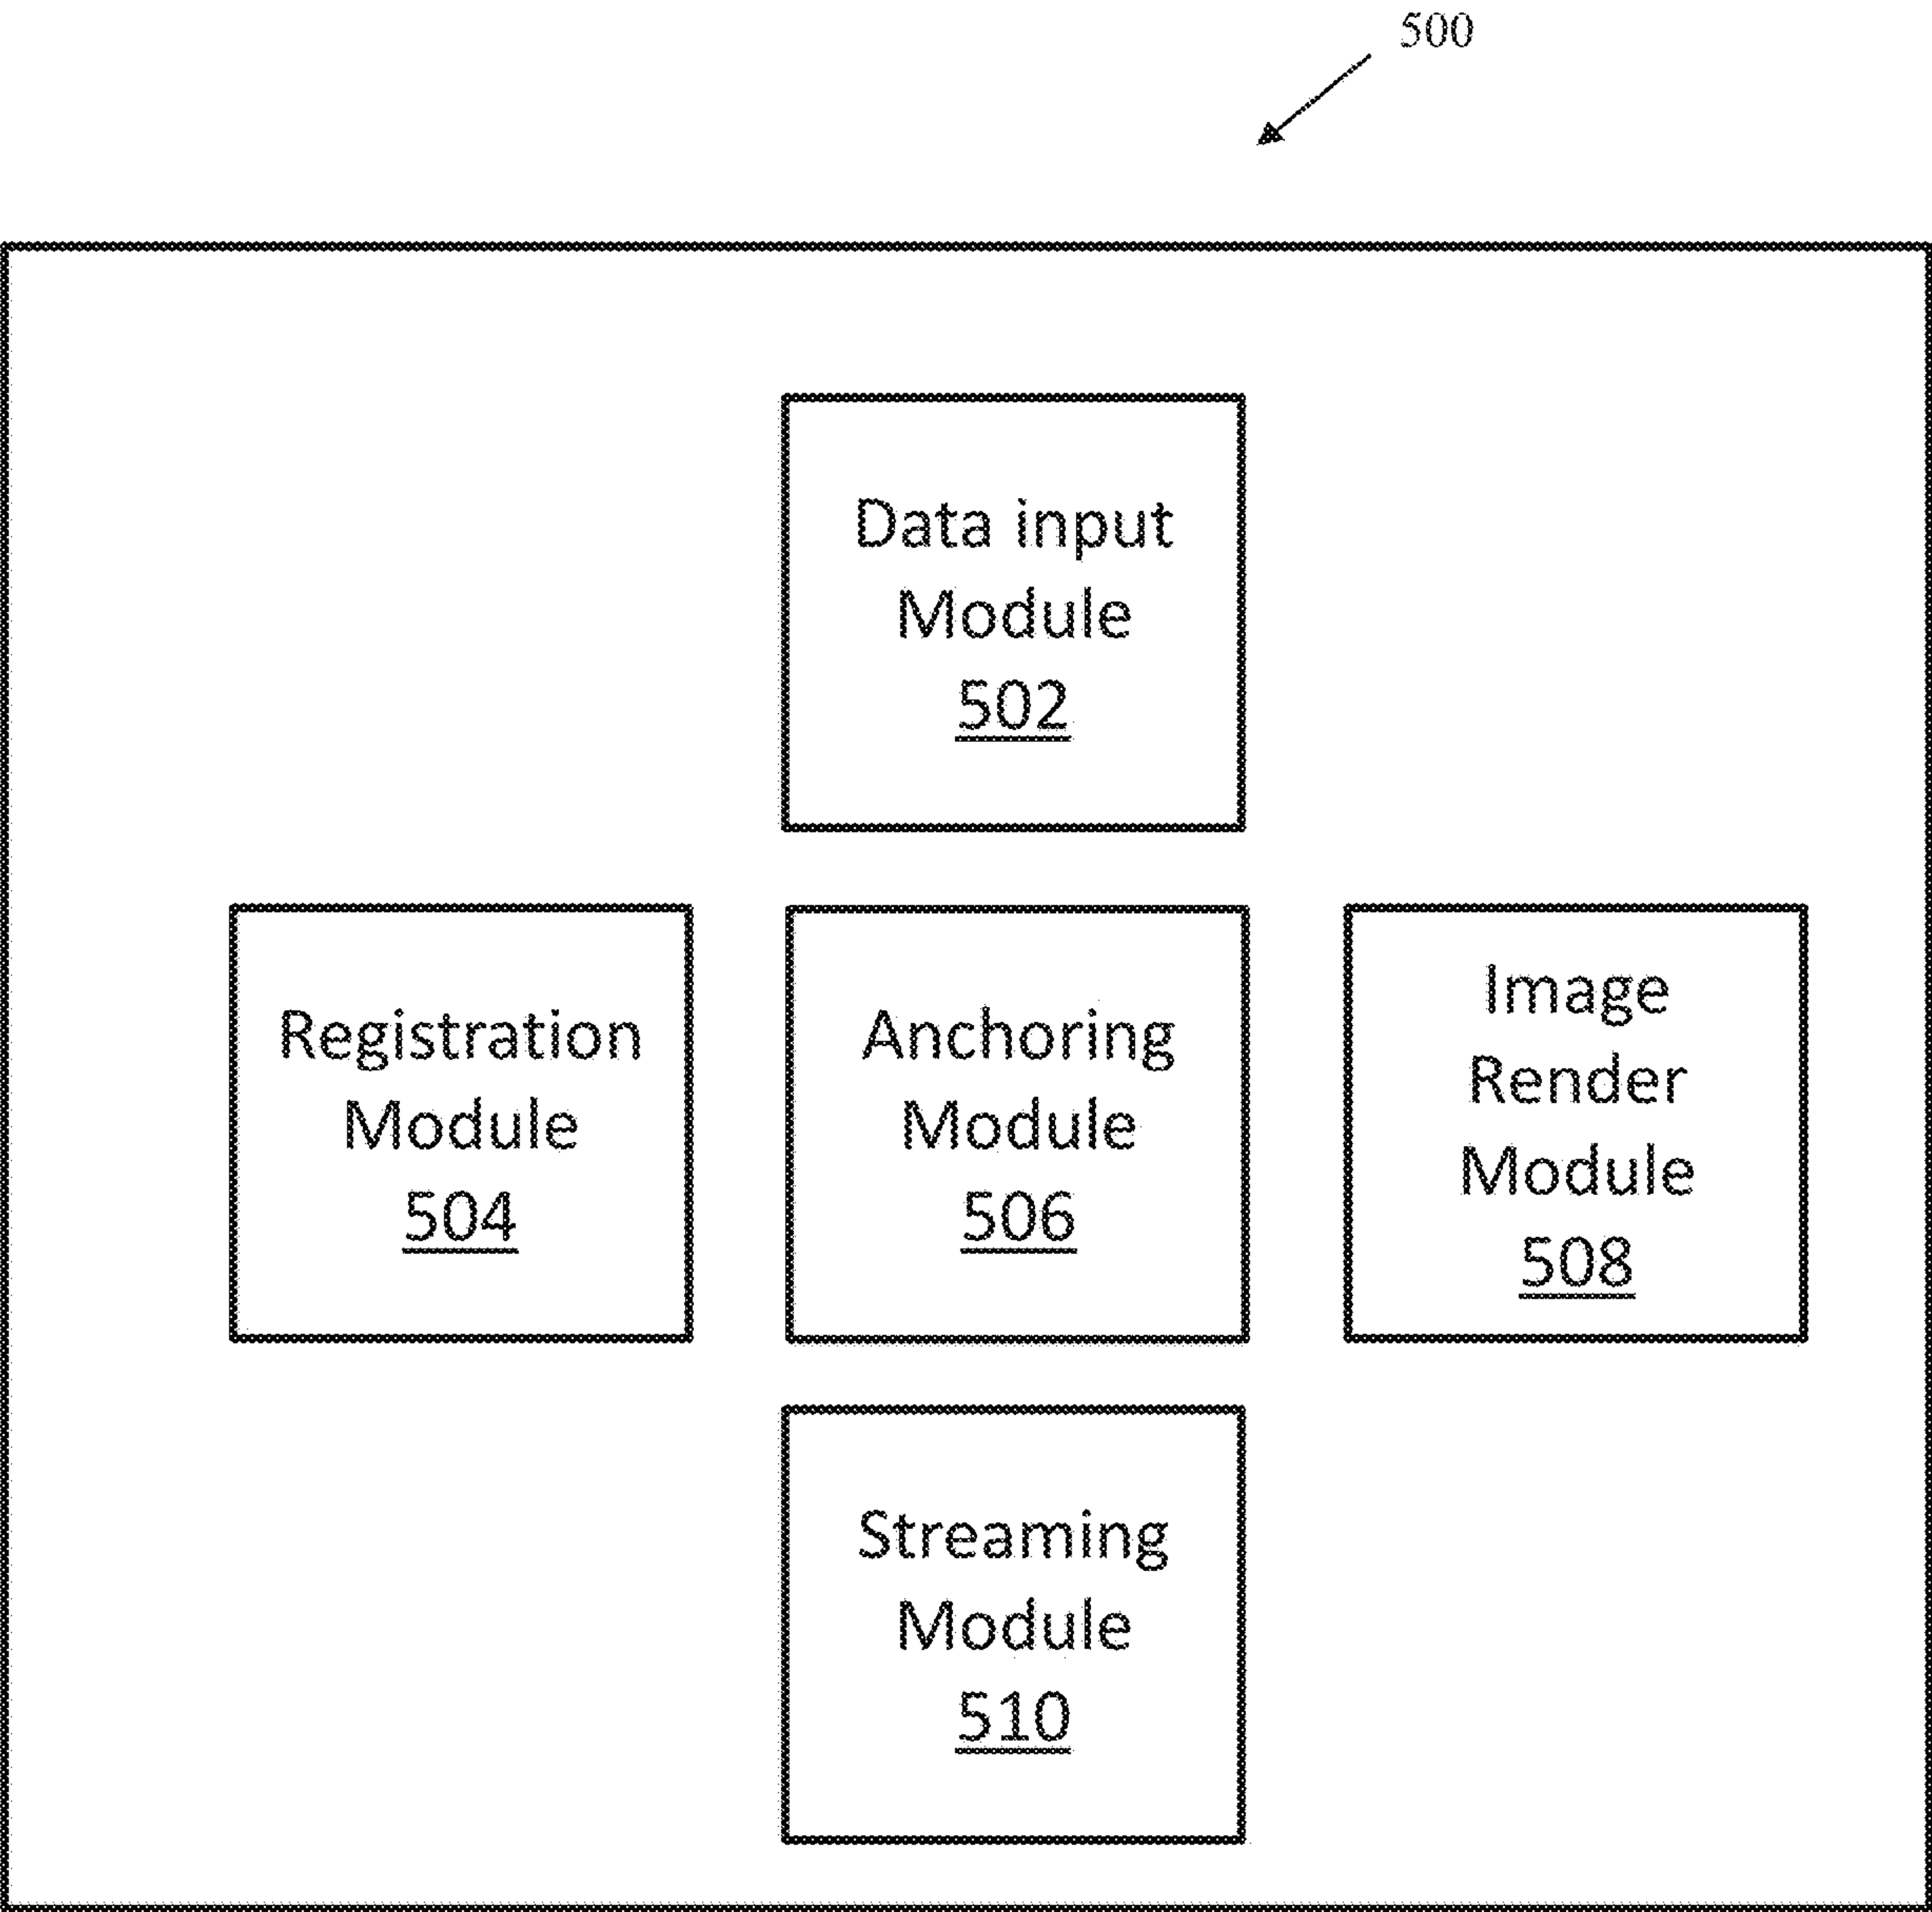 500
Data input
Module
502
Registration
Module
504
Anchoring
Module
506
Image
Render
Module
508
Streaming
Module
510